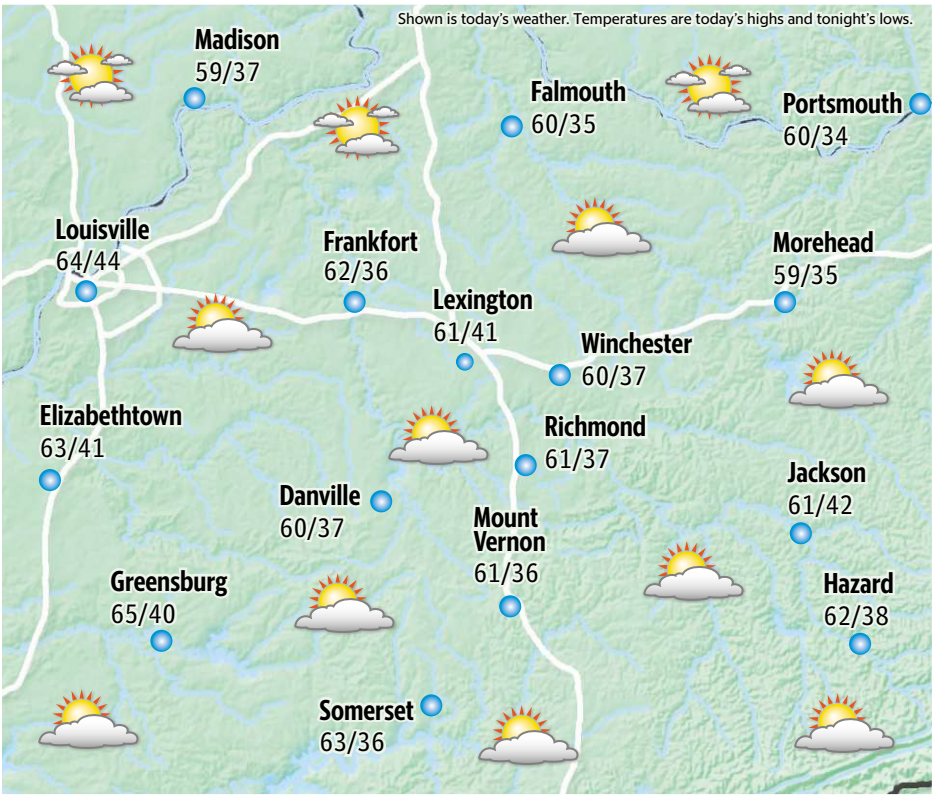 Shown is today's weather. Temperatures are today's highs and tonight's lows.
Madison
59/37
Falmouth
60/35
Portsmouth
60/34
Louisville
64/44
Frankfort
62/36
Morehead
59/35
Lexington
61/41
Winchester
60/37
Elizabethtown
63/41
Richmond
61/37
Jackson
61/42
Danville
60/37
Mount
Vernon
61/36
Greensburg
65/40
Hazard
62/38
Somerset
63/36